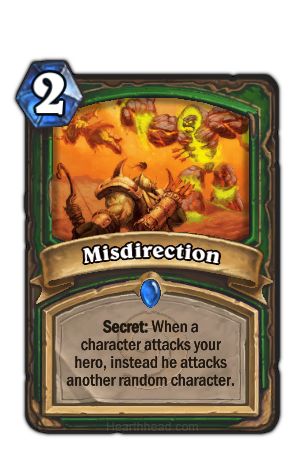 2
Misdirection
Secret: When a
character attacks your
hero, instead he attacks
another random character.
Hearthhead.com